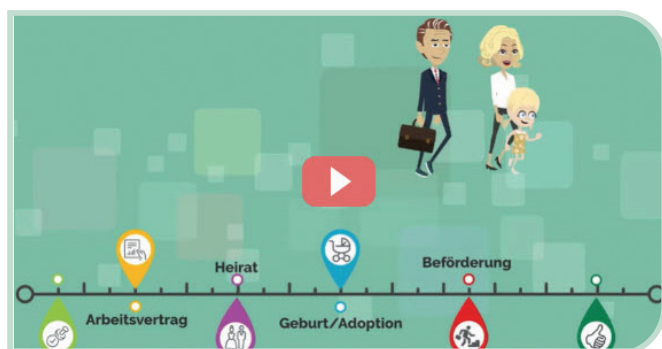 Heirat
Beförderung
Arbeitsvertrag
Geburt/Adoption